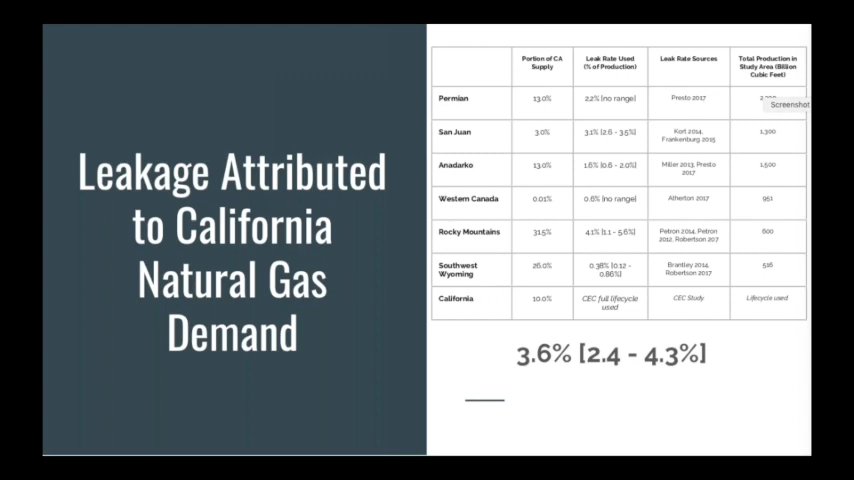 Leakage Attributed
to California
Natural Gas
Demand
Portion of CA Supply | Leak Rate Used (% of Production) | Leak Rate Sources | Total Production in Study Area (Billion Cubic Feet)
Permian | 13.0% | 2.2% [no range] | Presto 2017
Screenshot
San Juan | 3.0% | 3.1% [2.6 - 3.5%] | Kort 2014, Frankenburg 2015 | 1,300
Anadarko | 13.0% | 1.6% [0.6 - 2.0%] | Miller 2013, Presto 2017 | 1,500
Western Canada | 0.01% | 0.6% [no range] | Atherton 2017 | 951
Rocky Mountains | 31.5% | 4.1% [1.1 - 5.6%] | Petron 2014, Petron 2012, Robertson 207 | 600
Southwest Wyoming | 26.0% | 0.38% [0.12 - 0.86%] | Brantley 2014, Robertson 2017 | 516
California | 10.0% | CEC full lifecycle used | CEC Study | Lifecycle used
3.6% [2.4 - 4.3%]